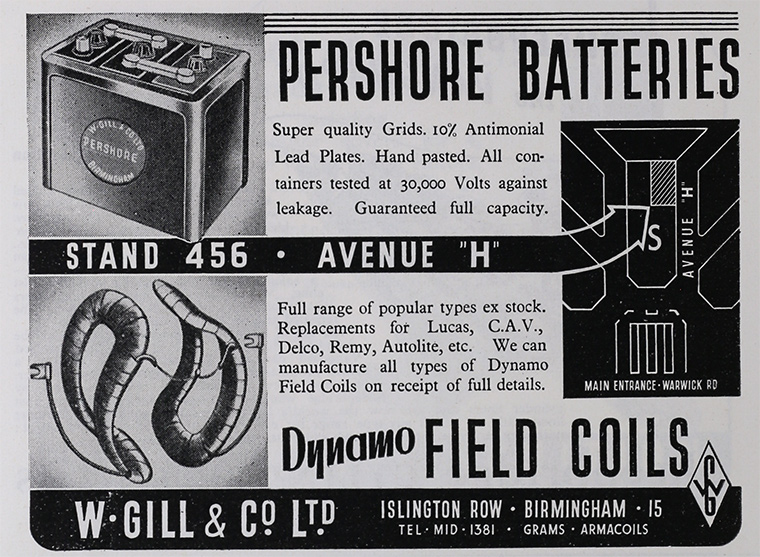 PERSHORE BATTERIES
W·GILL & CO LTD
PERSHORE
BIRMINGHAM
Super quality Grids. 10% Antimonial
Lead Plates. Hand pasted. All con-
tainers tested at 30,000 Volts against
leakage. Guaranteed full capacity.
STAND 456 · AVENUE "H"
AVENUE "H"
S
MAIN ENTRANCE · WARWICK RD
Full range of popular types ex stock.
Replacements for Lucas, C.A.V.,
Delco, Remy, Autolite, etc. We can
manufacture all types of Dynamo
Field Coils on receipt of full details.
Dynamo FIELD COILS
W·GILL & CO LTD
ISLINGTON ROW · BIRMINGHAM · 15
TEL · MID · 1381 · GRAMS · ARMACOILS